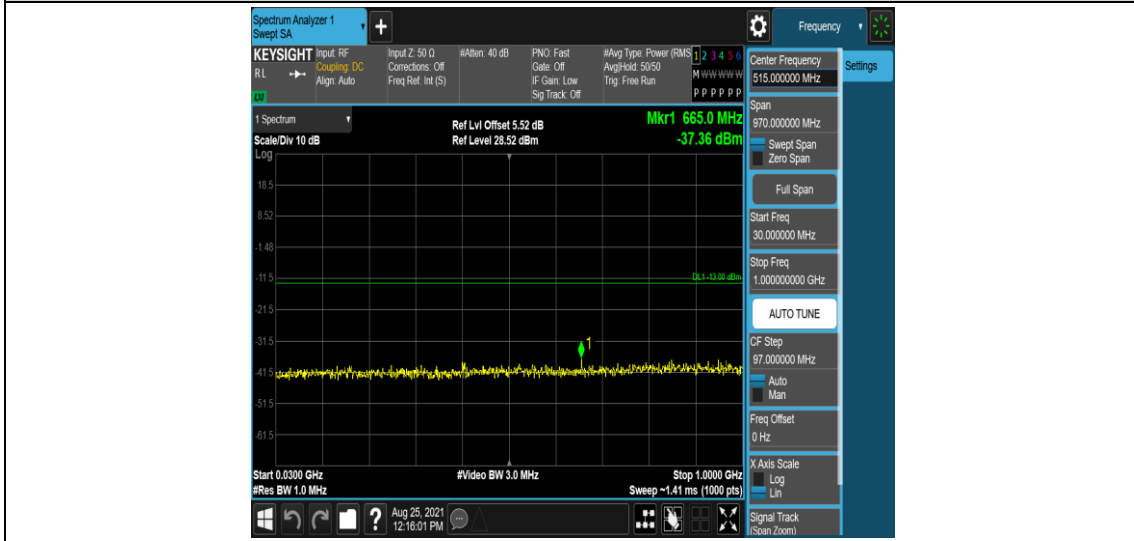 Spectrum Analyzer 1
Swept SA
Frequency
KEYSIGHT
RL
Input: RF
Coupling: DC
Align: Auto
Input Z: 50 Ω
Corrections: Off
Freq Ref: Int (S)
#Atten: 40 dB
PNO: Fast
Gate: Off
IF Gain: Low
Sig Track: Off
#Avg Type: Power (RMS
Avg|Hold: 50/50
Trig: Free Run
1 2 3 4 5 6
M W W W W W
P P P P P P
1 Spectrum
Scale/Div 10 dB
Ref Lvl Offset 5.52 dB
Ref Level 28.52 dBm
Mkr1 665.0 MHz
-37.36 dBm
Log
18.5
8.52
-1.48
-11.5
DL1 -13.00 dBm
-21.5
-31.5
1
-41.5
-51.5
-61.5
Start 0.0300 GHz
#Video BW 3.0 MHz
Stop 1.0000 GHz
#Res BW 1.0 MHz
Sweep ~1.41 ms (1000 pts)
Aug 25, 2021
12:16:01 PM
Center Frequency
515.000000 MHz
Settings
Span
970.000000 MHz
Swept Span
Zero Span
Full Span
Start Freq
30.000000 MHz
Stop Freq
1.000000000 GHz
AUTO TUNE
CF Step
97.000000 MHz
Auto
Man
Freq Offset
0 Hz
X Axis Scale
Log
Lin
Signal Track
(Span Zoom)